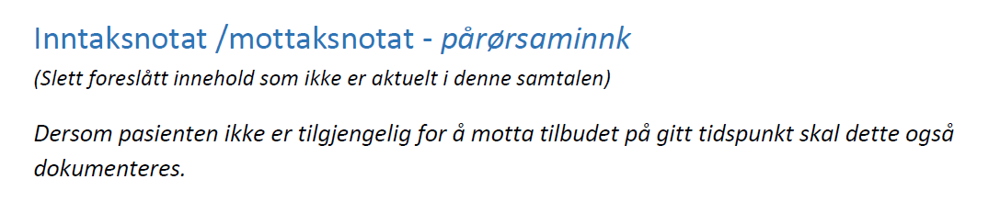 Inntaksnotat /mottaksnotat - pårørsaminnk
(Slett foreslått innehold som ikke er aktuelt i denne samtalen)
Dersom pasienten ikke er tilgjengelig for å motta tilbudet på gitt tidspunkt skal dette også
dokumenteres.